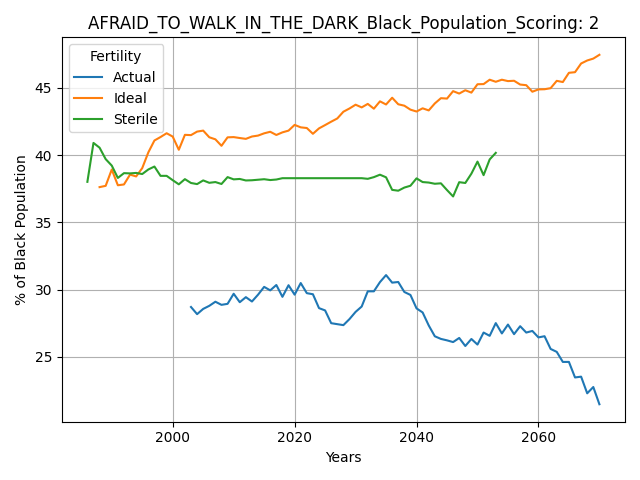 AFRAID_TO_WALK_IN_THE_DARK_Black_Population_Scoring: 2
Fertility
Actual
Ideal
Sterile
% of Black Population
45
40
35
30
25
2000 2020 2040 2060
Years